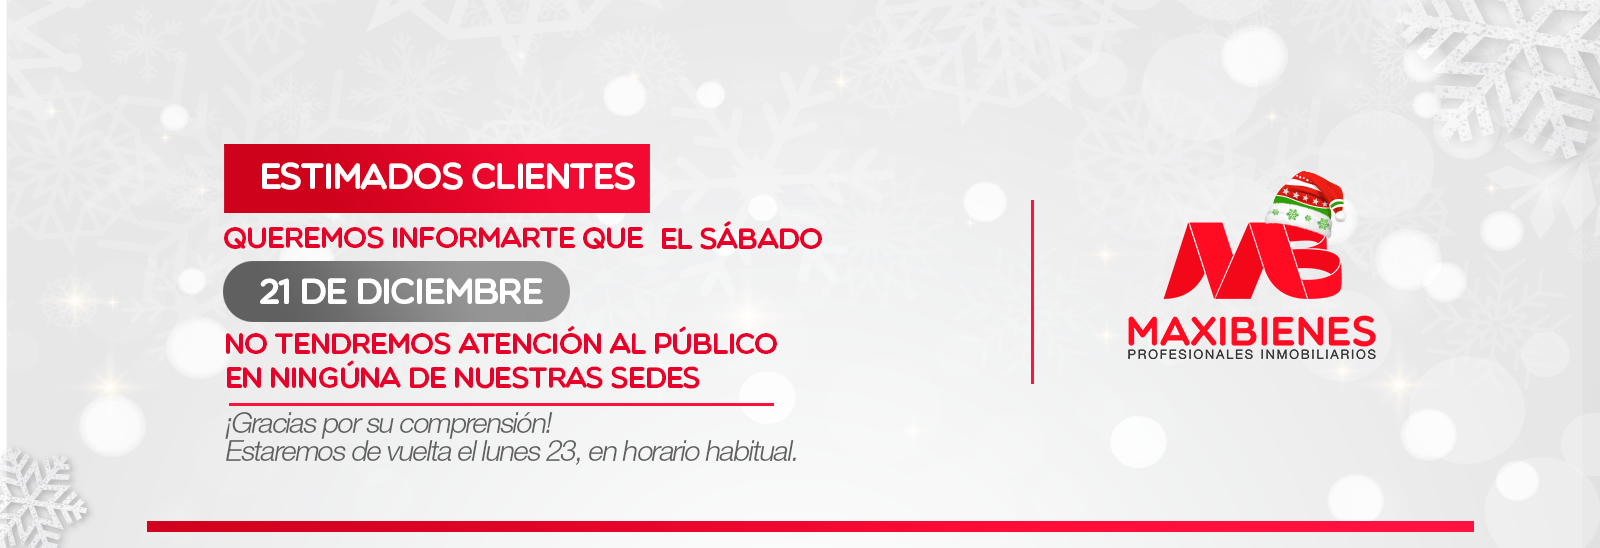 ESTIMADOS CLIENTES
QUEREMOS INFORMARTE QUE EL SÁBADO
21 DE DICIEMBRE
NO TENDREMOS ATENCIÓN AL PÚBLICO
EN NINGÚNA DE NUESTRAS SEDES
¡Gracias por su comprensión!
Estaremos de vuelta el lunes 23, en horario habitual.
MB
MAXIBIENES
PROFESIONALES INMOBILIARIOS